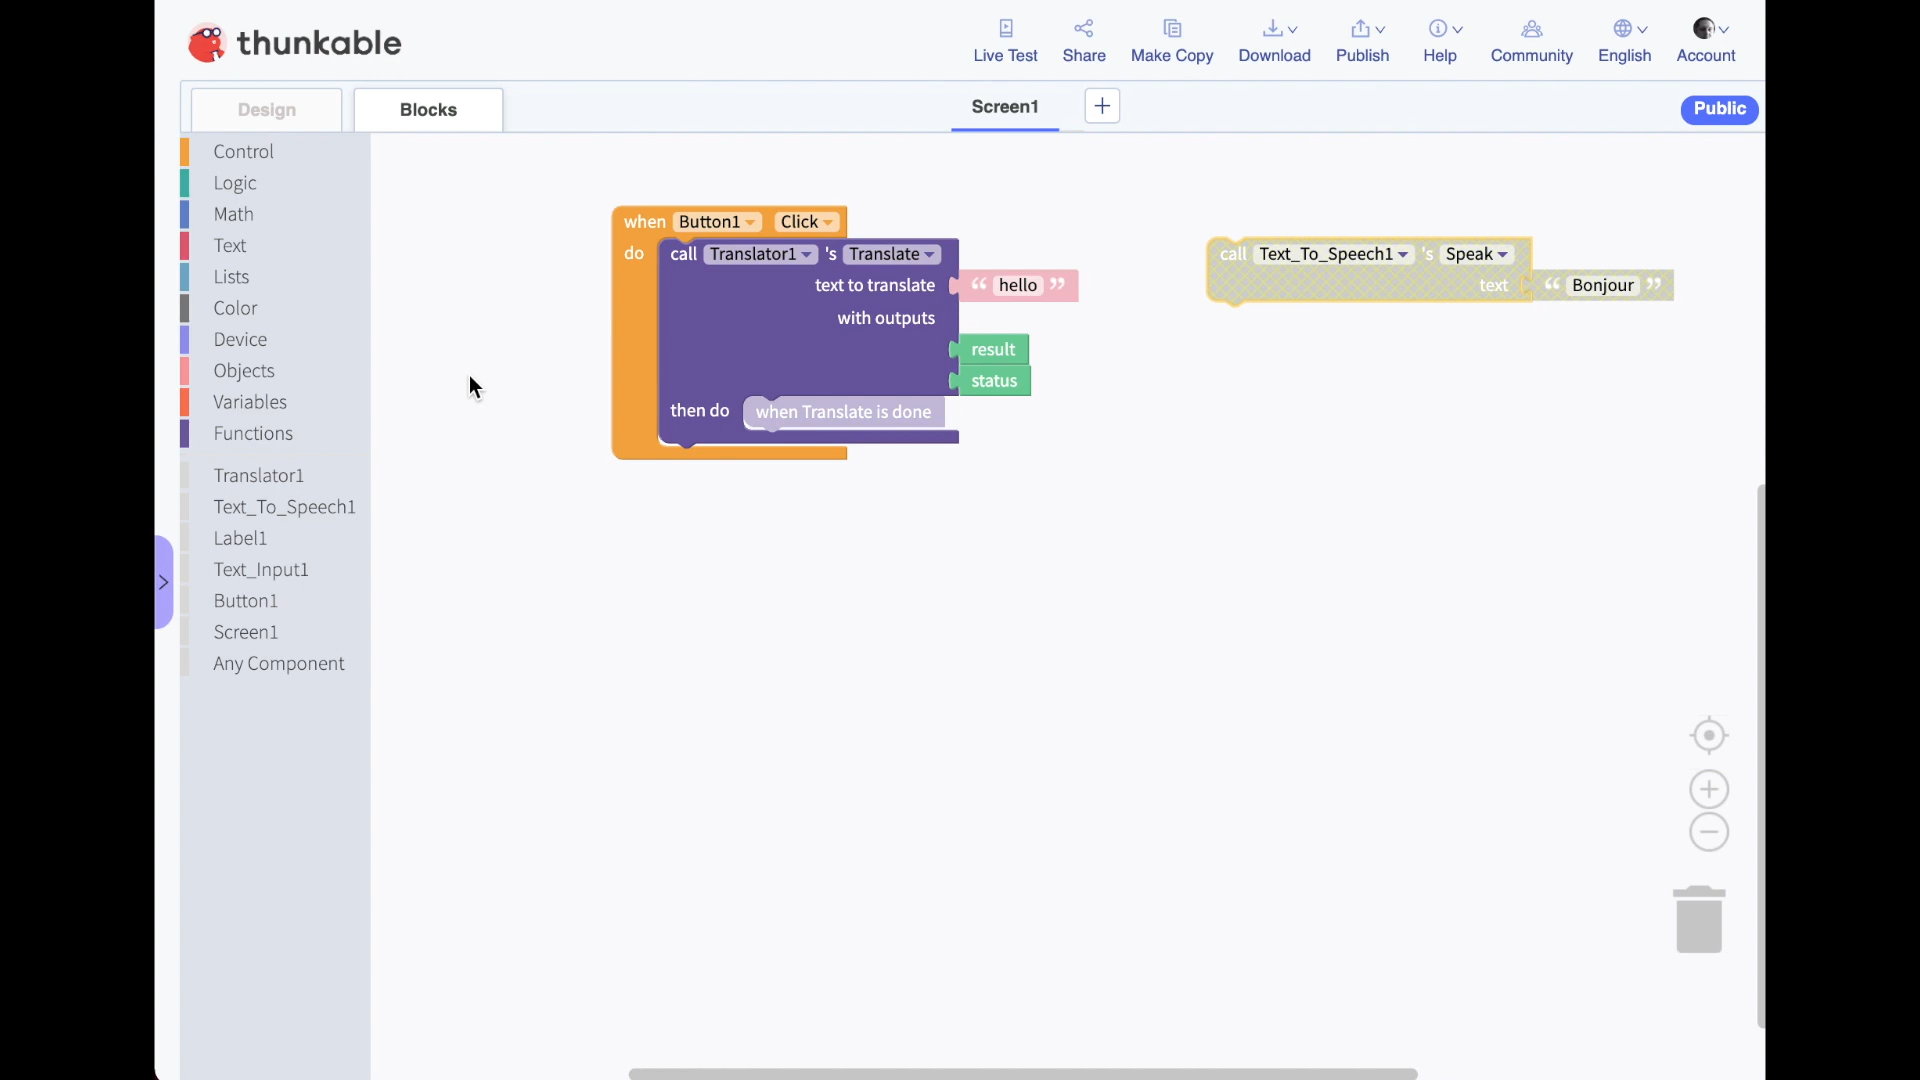 thunkable
Live Test Share Make Copy Download Publish Help Community English Account
Design Blocks Screen1 + Public
Control
Logic
Math
Text
Lists
Color
Device
Objects
Variables
Functions
Translator1
Text_To_Speech1
Label1
Text_Input1
Button1
Screen1
Any Component
when Button1 Click
do call Translator1 's Translate
text to translate “ hello ”
with outputs
result
status
then do when Translate is done
call Text_To_Speech1 's Speak
text “ Bonjour ”